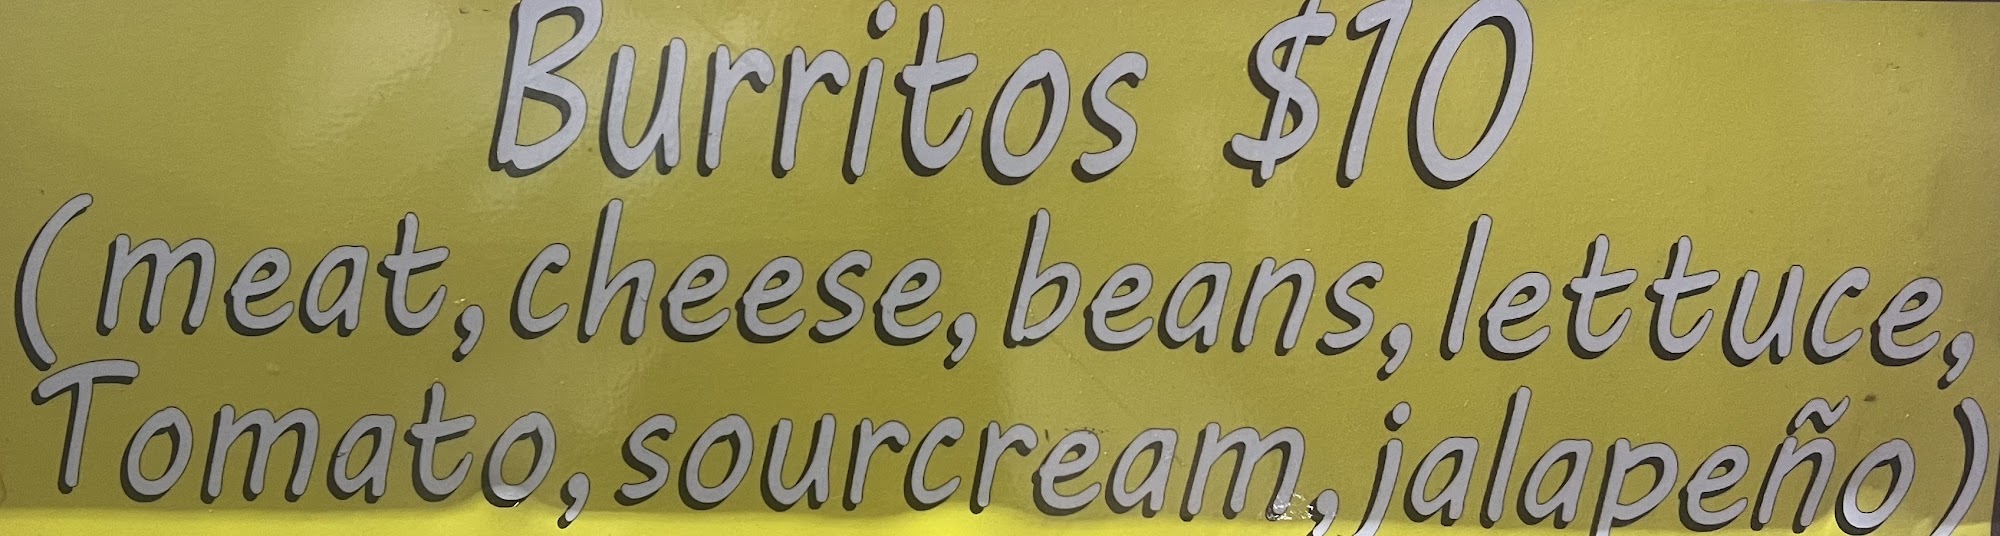 Burritos $10
(meat,cheese,beans,lettuce,
Tomato,sourcream,jalapeño)